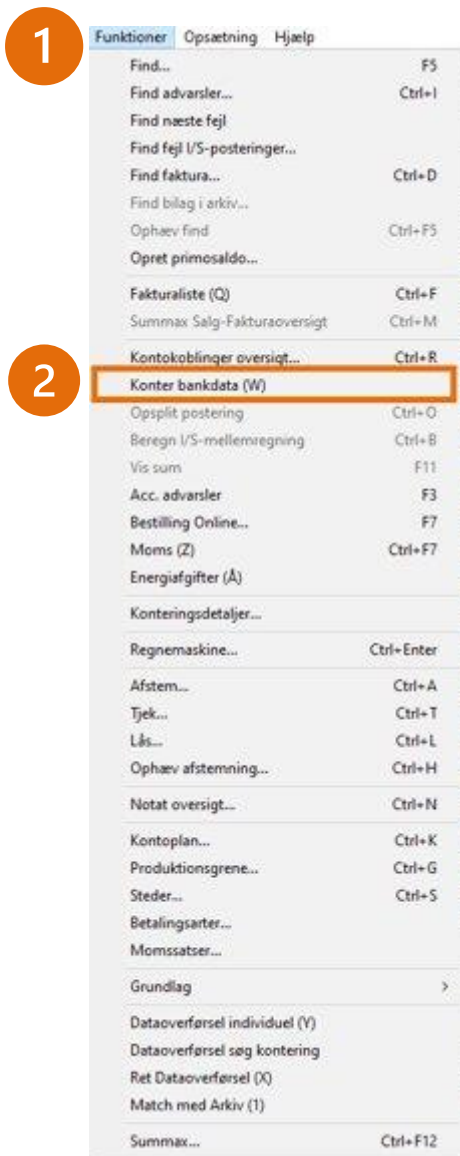 1
Funktioner Opsætning Hjælp
Find... F5
Find advarsler... Ctrl+I
Find næste fejl
Find fejl I/S-posteringer...
Find faktura... Ctrl+D
Find bilag i arkiv...
Ophæv find Ctrl+F5
Opret primosaldo...
Fakturaliste (Q) Ctrl+F
Summax Salg-Fakturaoversigt Ctrl+M
Kontokoblinger oversigt... Ctrl+R
2
Konter bankdata (W)
Opsplit postering Ctrl+O
Beregn I/S-mellemregning Ctrl+B
Vis sum F11
Acc. advarsler F3
Bestilling Online... F7
Moms (Z) Ctrl+F7
Energiafgifter (Å)
Konteringsdetaljer...
Regnemaskine... Ctrl+Enter
Afstem... Ctrl+A
Tjek... Ctrl+T
Lås... Ctrl+L
Ophæv afstemning... Ctrl+H
Notat oversigt... Ctrl+N
Kontoplan... Ctrl+K
Produktionsgrene... Ctrl+G
Steder... Ctrl+S
Betalingsarter...
Momssatser...
Grundlag >
Dataoverførsel individuel (Y)
Dataoverførsel søg kontering
Ret Dataoverførsel (X)
Match med Arkiv (1)
Summax... Ctrl+F12